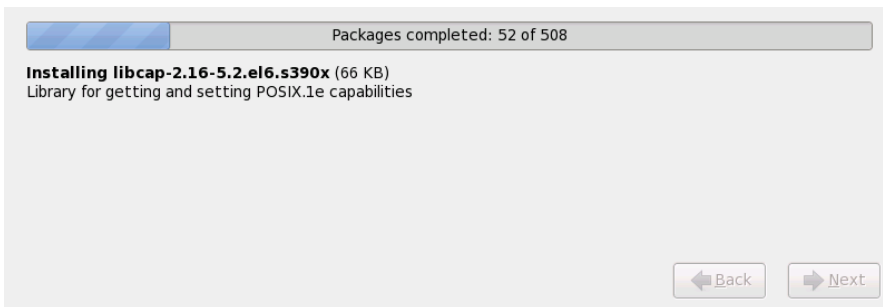 Packages completed: 52 of 508
Installing libcap-2.16-5.2.el6.s390x (66 KB)
Library for getting and setting POSIX.1e capabilities
Back
Next